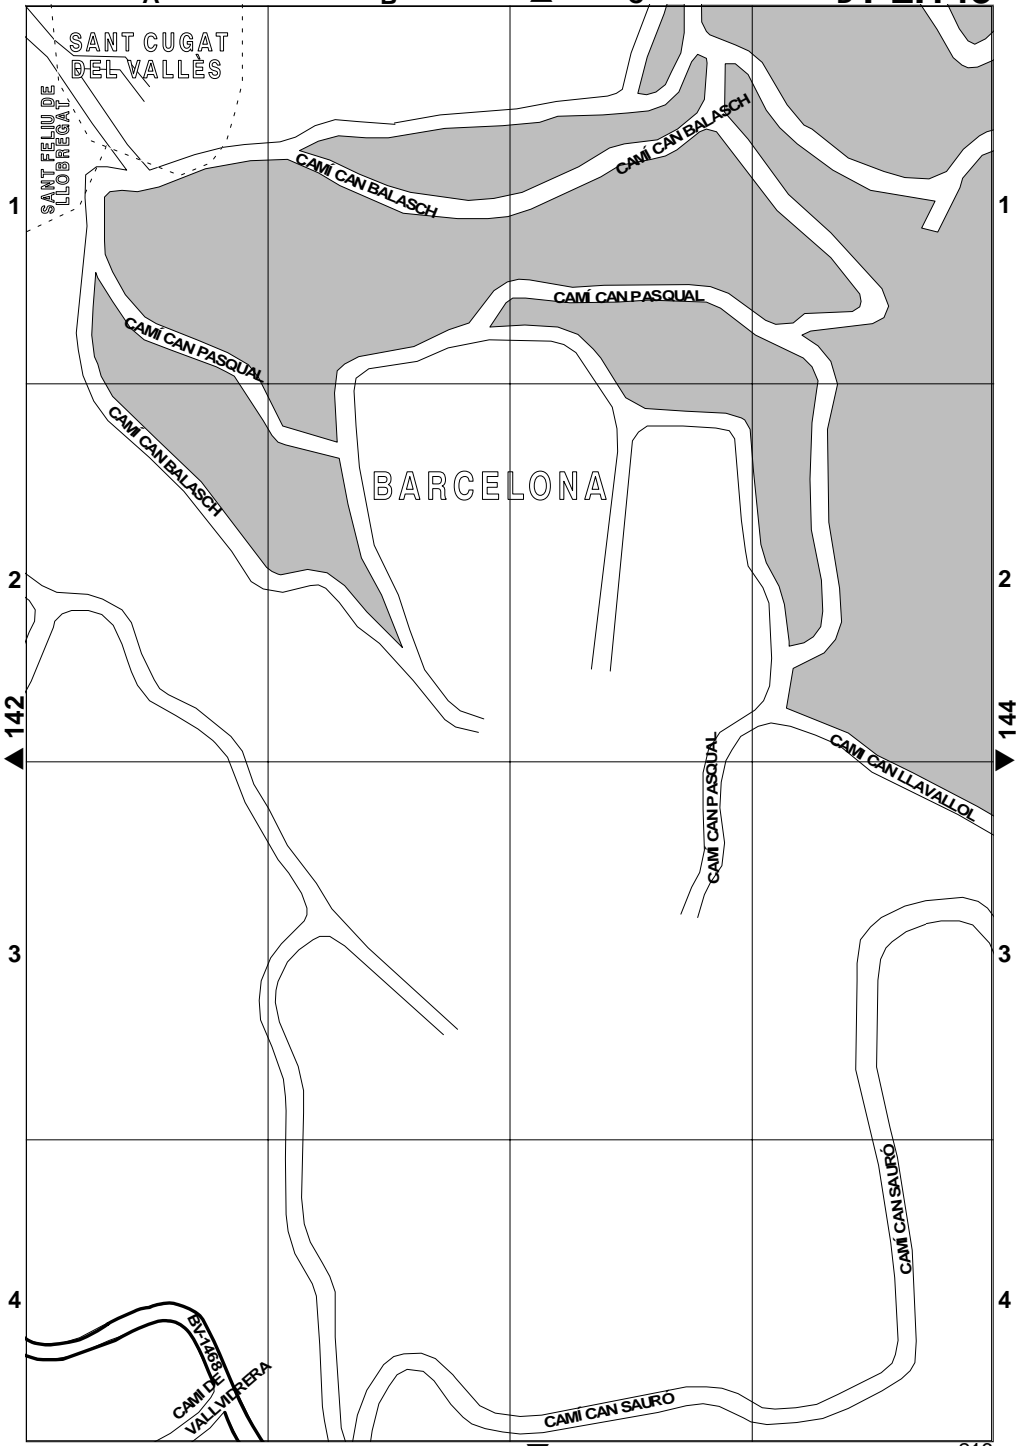 SANT CUGAT
DEL VALLÈS
SANT FELIU DE
LLOBREGAT
CAMÍ CAN BALASCH
CAMÍ CAN BALASCH
1
1
CAMÍ CAN PASQUAL
CAMÍ CAN PASQUAL
CAMÍ CAN BALASCH
BARCELONA
2
2
142
144
CAMÍ CAN PASQUAL
CAMÍ CAN LLAVALLOL
3
3
CAMÍ CAN SAURÓ
4
4
BV-1468
CAMI DE
VALLVIDRERA
CAMÍ CAN SAURÓ